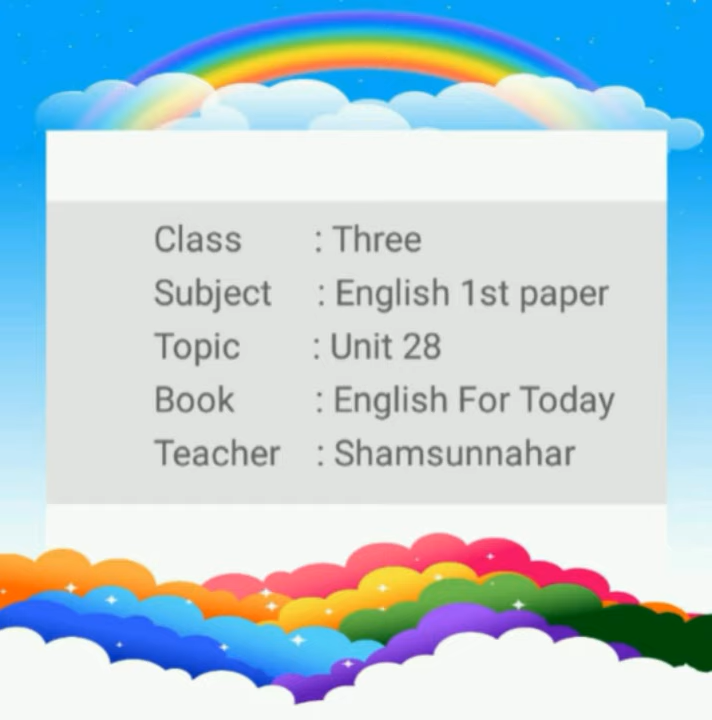 Class : Three
Subject : English 1st paper
Topic : Unit 28
Book : English For Today
Teacher : Shamsunnahar